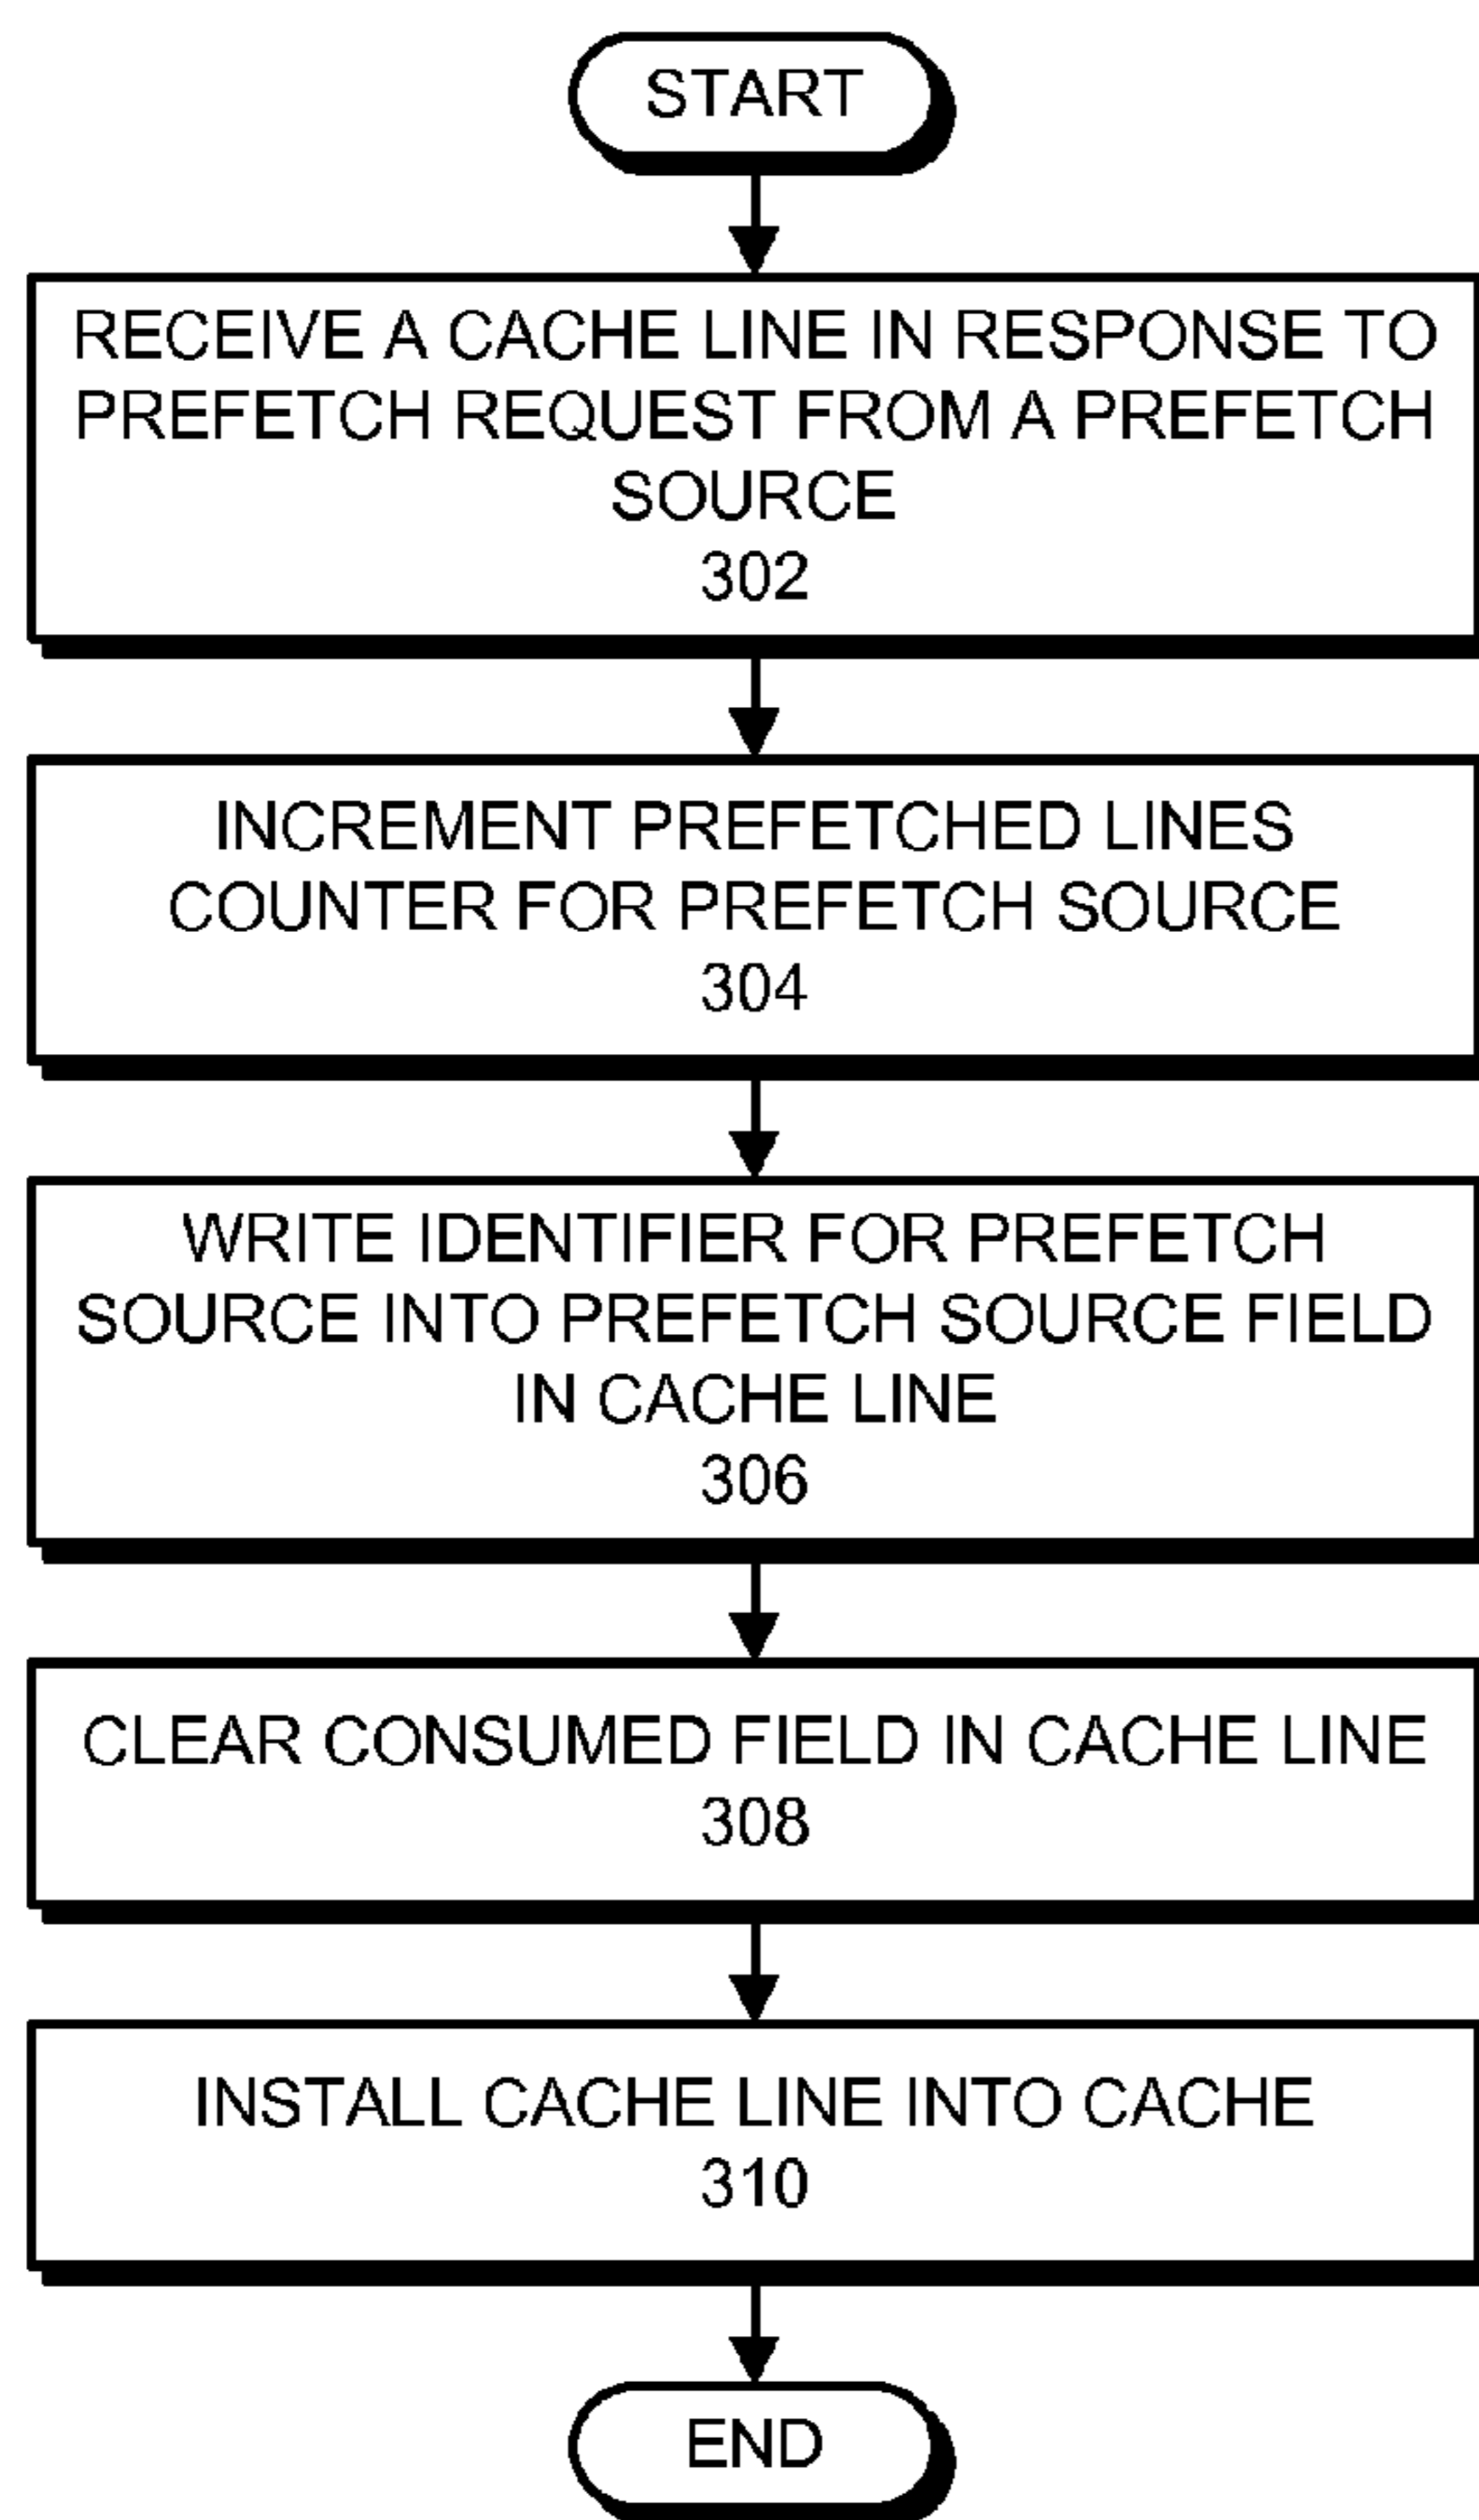 START
RECEIVE A CACHE LINE IN RESPONSE TO
PREFETCH REQUEST FROM A PREFETCH
SOURCE
302
INCREMENT PREFETCHED LINES
COUNTER FOR PREFETCH SOURCE
304
WRITE IDENTIFIER FOR PREFETCH
SOURCE INTO PREFETCH SOURCE FIELD
IN CACHE LINE
306
CLEAR CONSUMED FIELD IN CACHE LINE
308
INSTALL CACHE LINE INTO CACHE
310
END